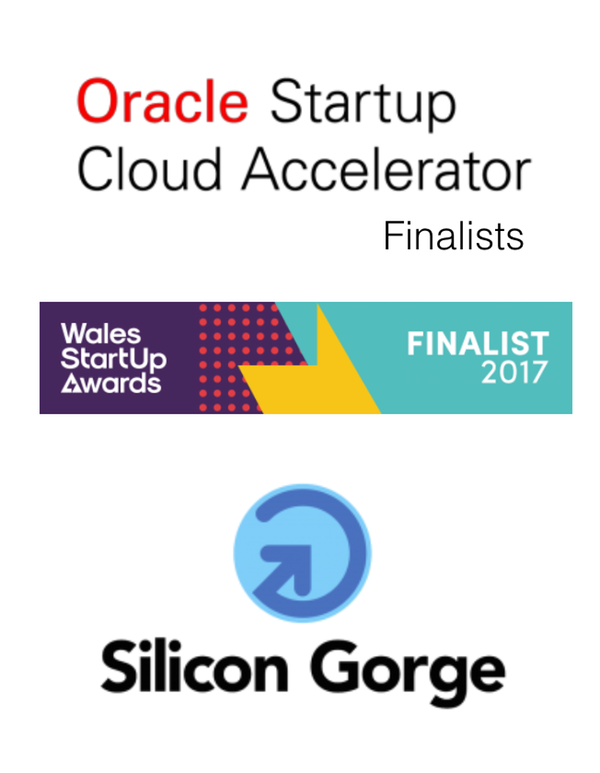 Oracle Startup
Cloud Accelerator
Finalists
Wales
StartUp
Awards
FINALIST
2017
Silicon Gorge